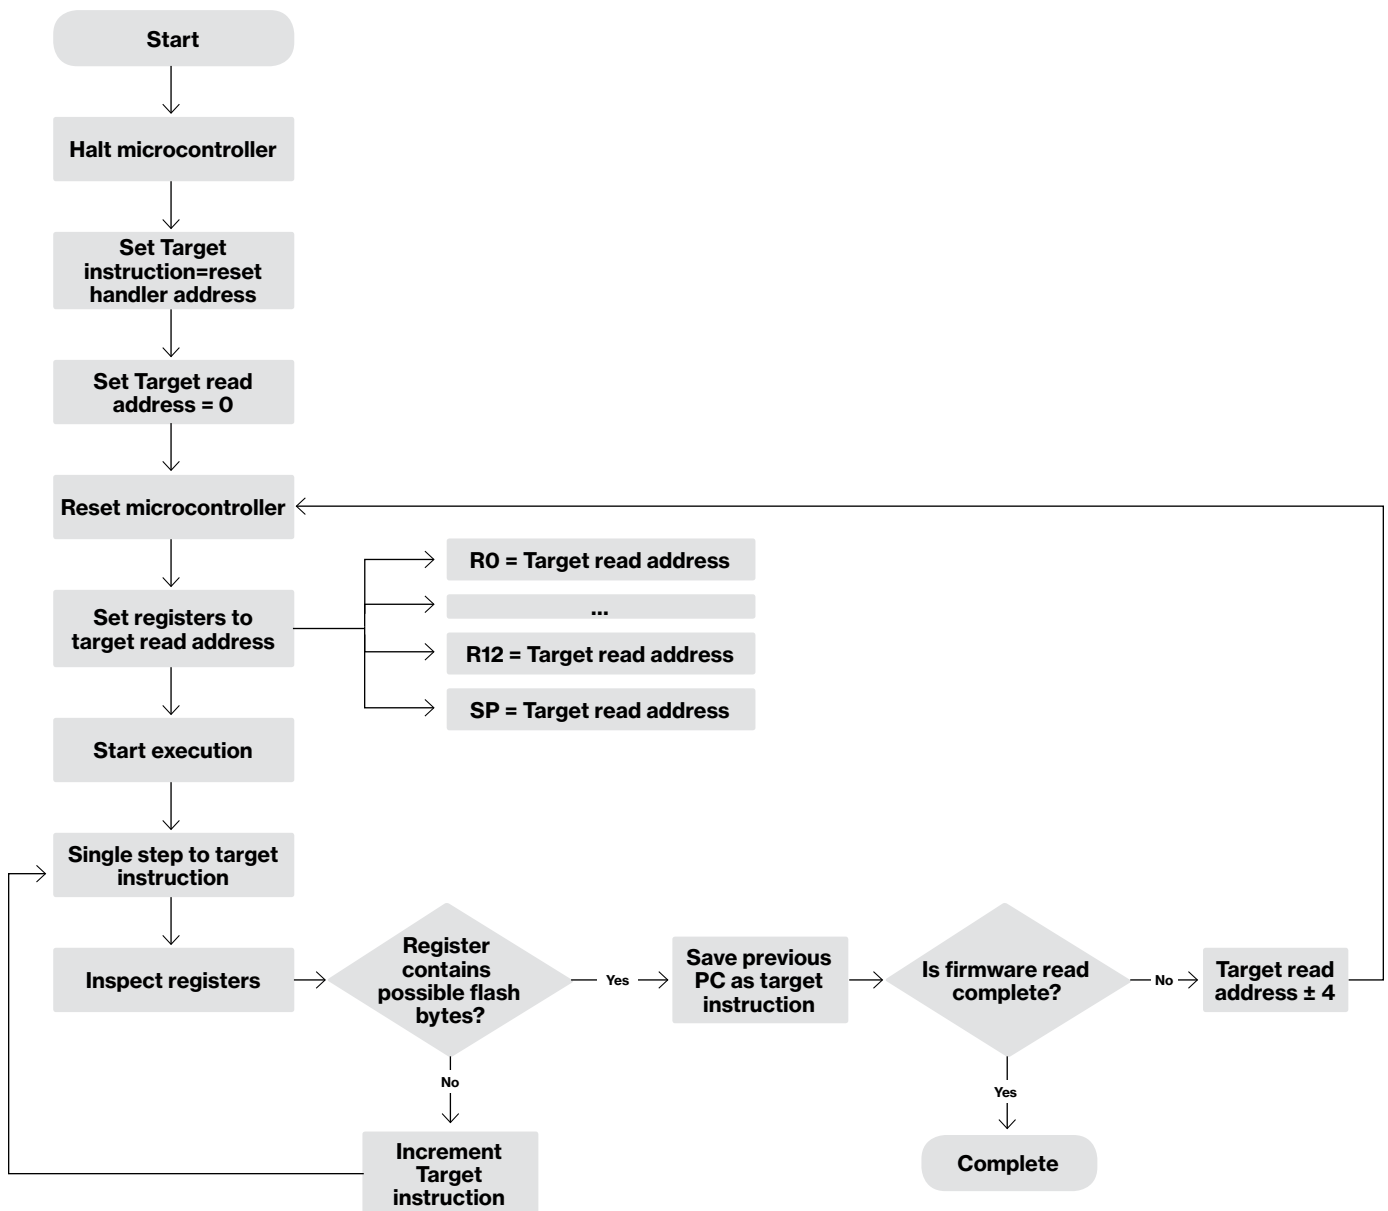 Start
Halt microcontroller
Set Target
instruction=reset
handler address
Set Target read
address = 0
Reset microcontroller
Set registers to
target read address
R0 = Target read address
...
R12 = Target read address
SP = Target read address
Start execution
Single step to target
instruction
Inspect registers
Register
contains
possible flash
bytes?
Yes
Save previous
PC as target
instruction
Is firmware read
complete?
No
Target read
address ± 4
No
Increment
Target
instruction
Yes
Complete